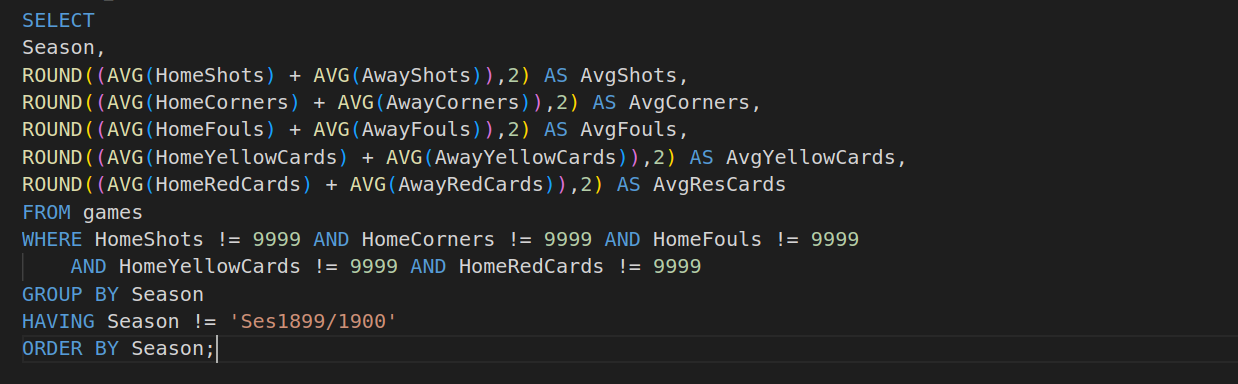 SELECT
Season,
ROUND((AVG(HomeShots) + AVG(AwayShots)),2) AS AvgShots,
ROUND((AVG(HomeCorners) + AVG(AwayCorners)),2) AS AvgCorners,
ROUND((AVG(HomeFouls) + AVG(AwayFouls)),2) AS AvgFouls,
ROUND((AVG(HomeYellowCards) + AVG(AwayYellowCards)),2) AS AvgYellowCards,
ROUND((AVG(HomeRedCards) + AVG(AwayRedCards)),2) AS AvgResCards
FROM games
WHERE HomeShots != 9999 AND HomeCorners != 9999 AND HomeFouls != 9999
    AND HomeYellowCards != 9999 AND HomeRedCards != 9999
GROUP BY Season
HAVING Season != 'Ses1899/1900'
ORDER BY Season;